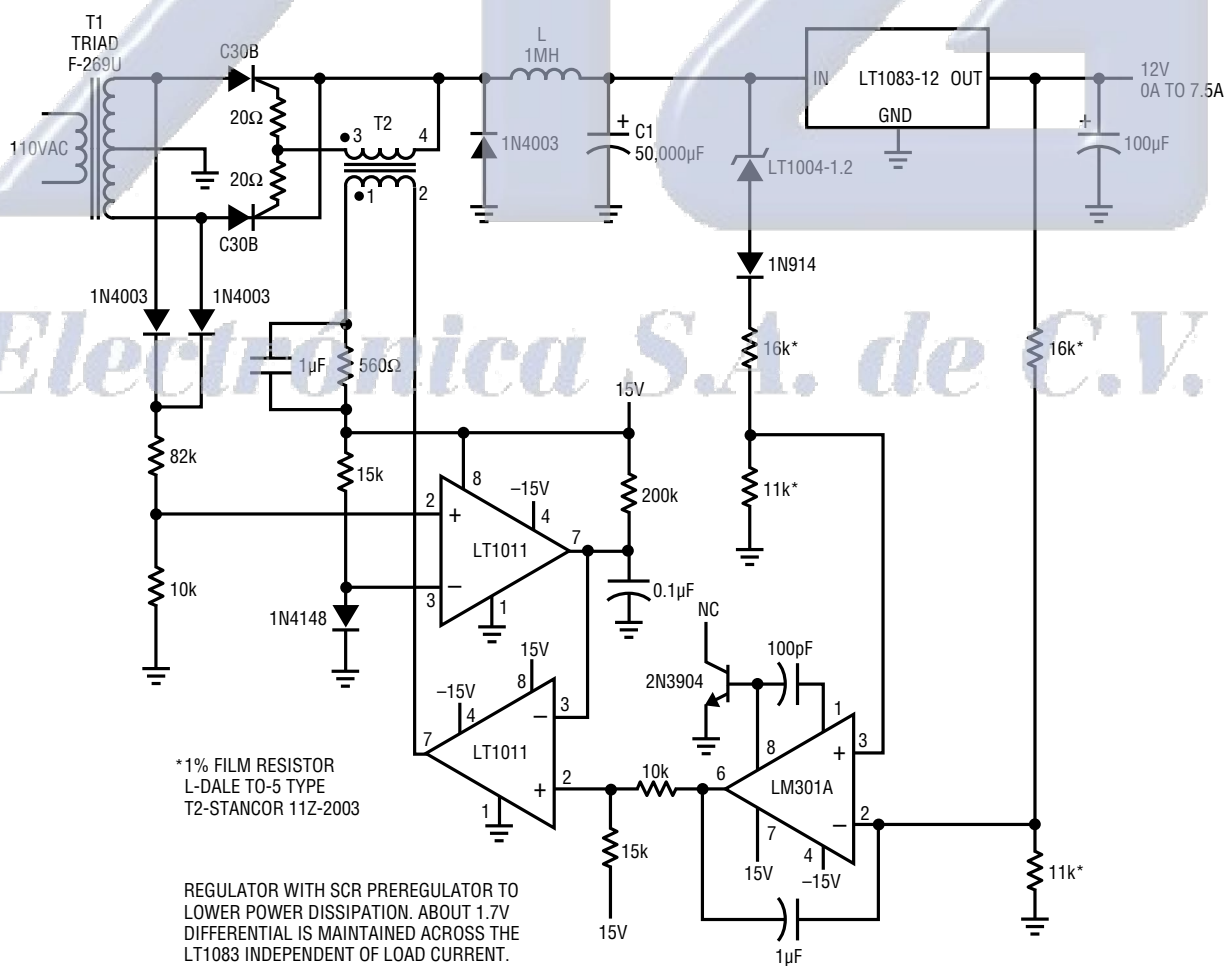 T1
TRIAD
F-269U
110VAC
C30B
20Ω
20Ω
C30B
T2
3
4
1
2
L
1MH
1N4003
+
C1
50,000µF
IN
LT1083-12
OUT
GND
12V
0A TO 7.5A
+
100µF
LT1004-1.2
1N914
1N4003
1N4003
Electrónica S.A. de C.V.
1µF
560Ω
16k*
16k*
15V
82k
15k
200k
11k*
–15V
8
4
2
+
LT1011
7
–
3
1
10k
1N4148
0.1µF
NC
2N3904
100pF
15V
8
–15V
4
–
3
7
LT1011
+
2
1
10k
15k
15V
1
8
3
+
6
LM301A
–
2
7
15V
4
–15V
11k*
1µF
*1% FILM RESISTOR
L-DALE TO-5 TYPE
T2-STANCOR 11Z-2003
REGULATOR WITH SCR PREREGULATOR TO
LOWER POWER DISSIPATION. ABOUT 1.7V
DIFFERENTIAL IS MAINTAINED ACROSS THE
LT1083 INDEPENDENT OF LOAD CURRENT.